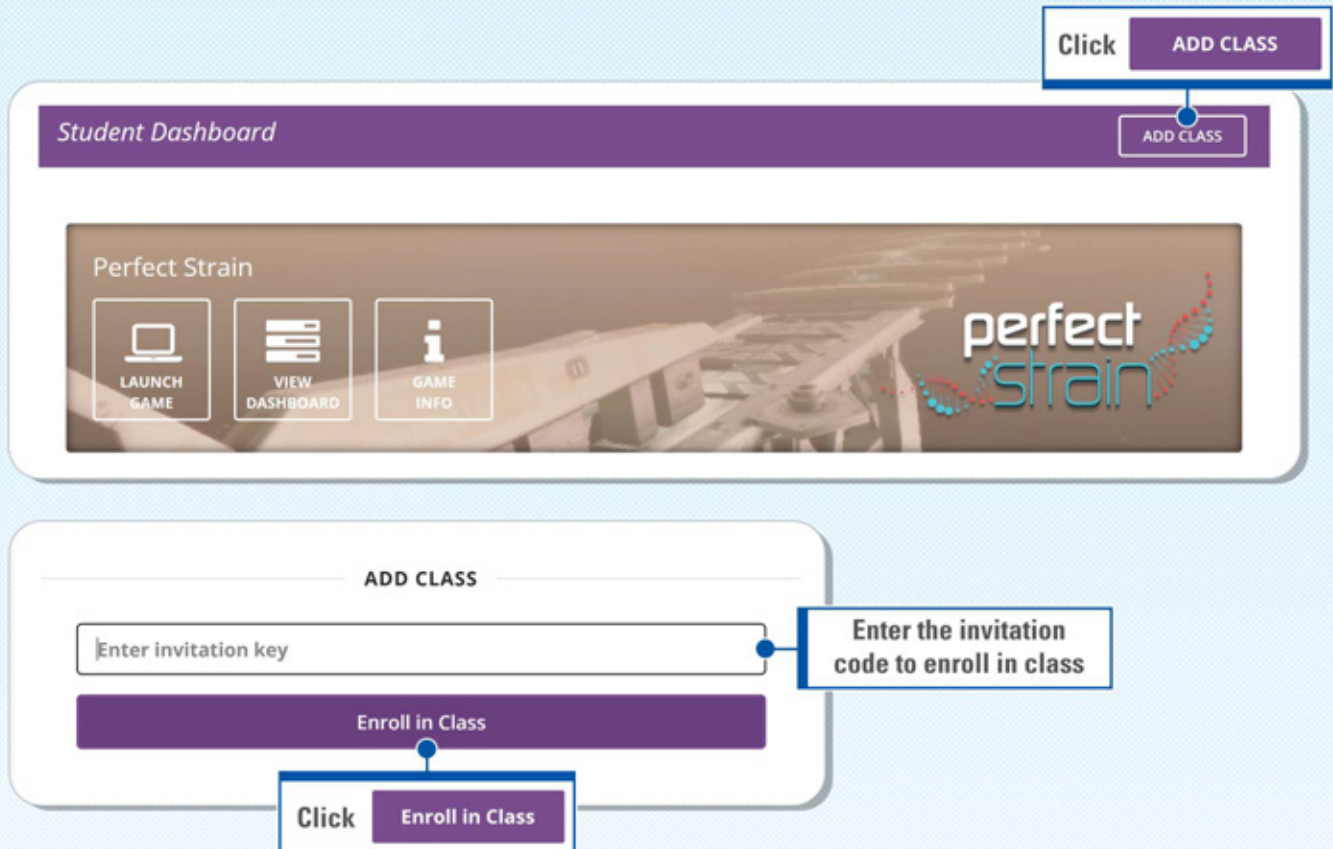 Click ADD CLASS
Student Dashboard
ADD CLASS
Perfect Strain
LAUNCH
GAME
VIEW
DASHBOARD
GAME
INFO
perfect
strain
ADD CLASS
Enter invitation key
Enter the invitation
code to enroll in class
Enroll in Class
Click Enroll in Class